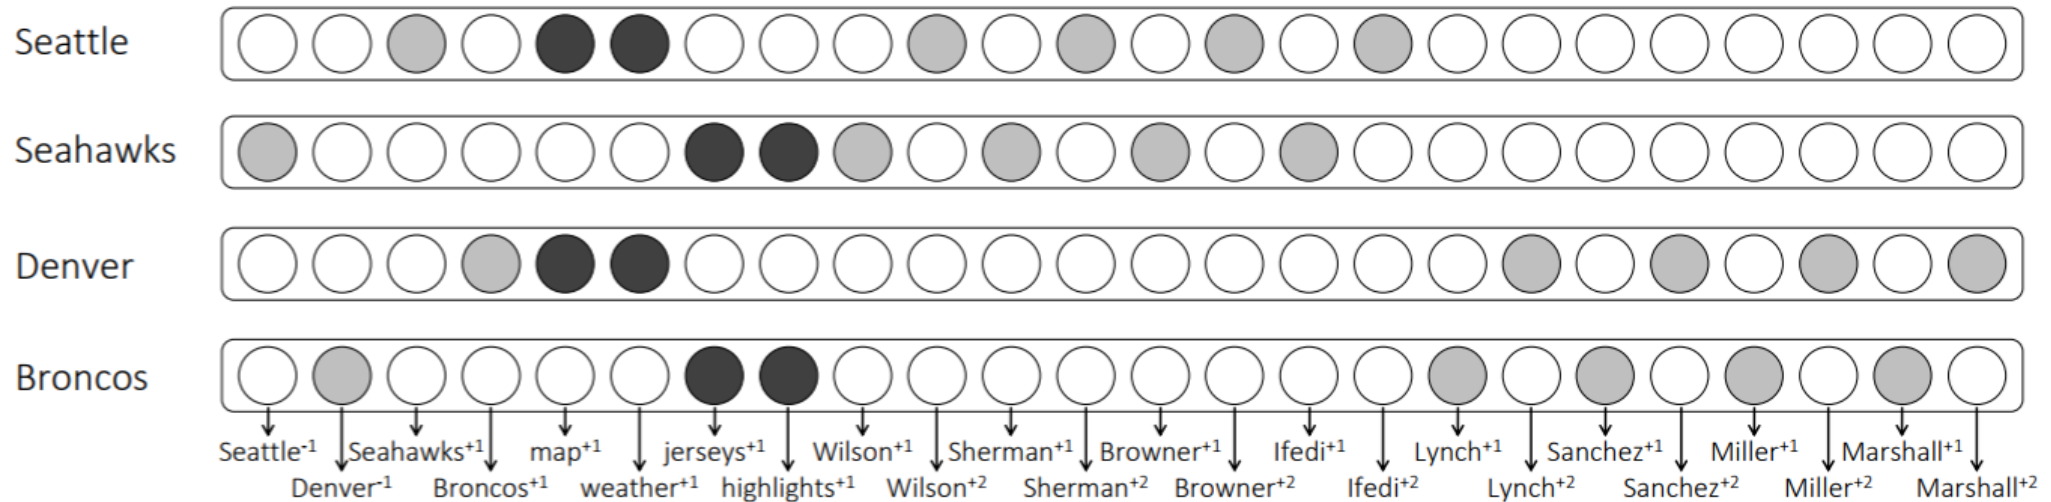 Seattle
Seahawks
Denver
Broncos
Seattle-1 Seahawks+1 map+1 jerseys+1 Wilson+1 Sherman+1 Browner+1 Ifedi+1 Lynch+1 Sanchez+1 Miller+1 Marshall+1
Denver-1 Broncos+1 weather+1 highlights+1 Wilson+2 Sherman+2 Browner+2 Ifedi+2 Lynch+2 Sanchez+2 Miller+2 Marshall+2